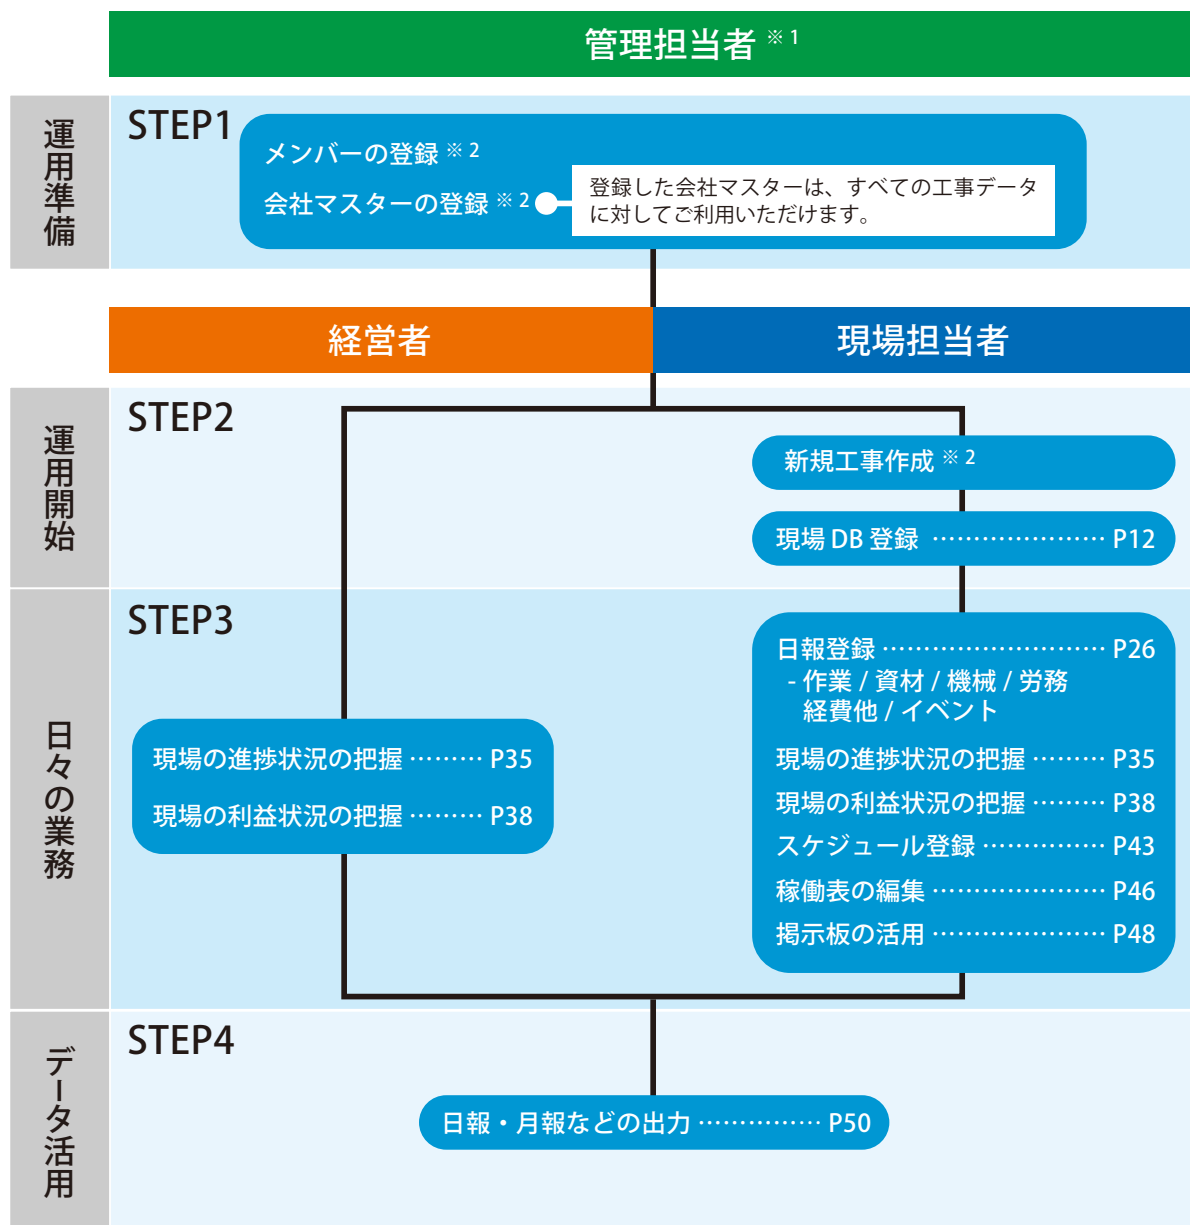 管理担当者 ※ 1
運用準備
STEP1
メンバーの登録 ※ 2
会社マスターの登録 ※ 2
登録した会社マスターは、すべての工事データ
に対してご利用いただけます。
経営者
現場担当者
運用開始
STEP2
新規工事作成 ※ 2
現場 DB 登録 ………………… P12
日々の業務
STEP3
現場の進捗状況の把握 ……… P35
現場の利益状況の把握 ……… P38
日報登録 ……………………… P26
- 作業 / 資材 / 機械 / 労務
経費他 / イベント
現場の進捗状況の把握 ……… P35
現場の利益状況の把握 ……… P38
スケジュール登録 …………… P43
稼働表の編集 ………………… P46
掲示板の活用 ………………… P48
データ活用
STEP4
日報・月報などの出力 …………… P50